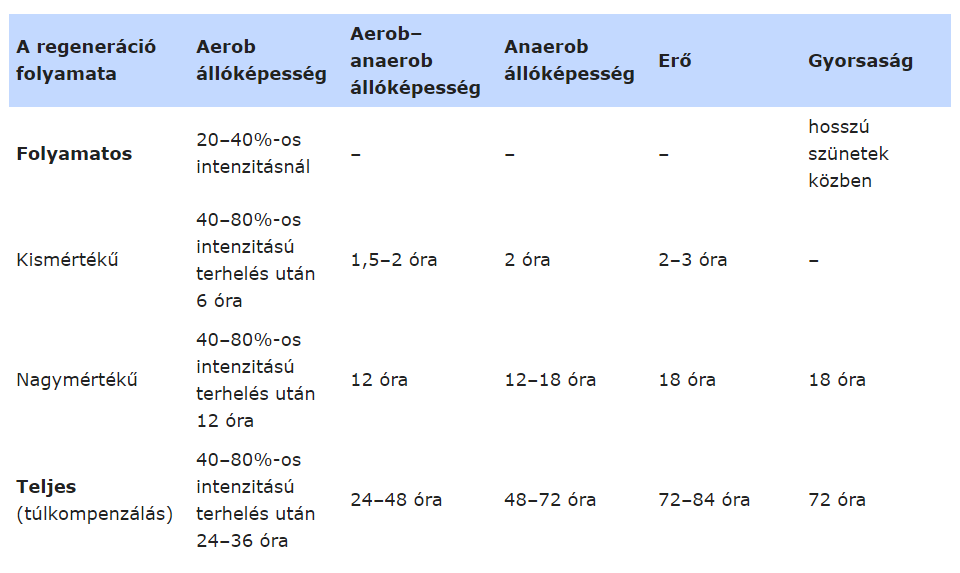 A regeneráció folyamata | Aerob állóképesség | Aerob–anaerob állóképesség | Anaerob állóképesség | Erő | Gyorsaság
Folyamatos | 20–40%-os intenzitásnál | – | – | – | hosszú szünetek közben
Kismértékű | 40–80%-os intenzitású terhelés után 6 óra | 1,5–2 óra | 2 óra | 2–3 óra | –
Nagymértékű | 40–80%-os intenzitású terhelés után 12 óra | 12 óra | 12–18 óra | 18 óra | 18 óra
Teljes (túlkompenzálás) | 40–80%-os intenzitású terhelés után 24–36 óra | 24–48 óra | 48–72 óra | 72–84 óra | 72 óra